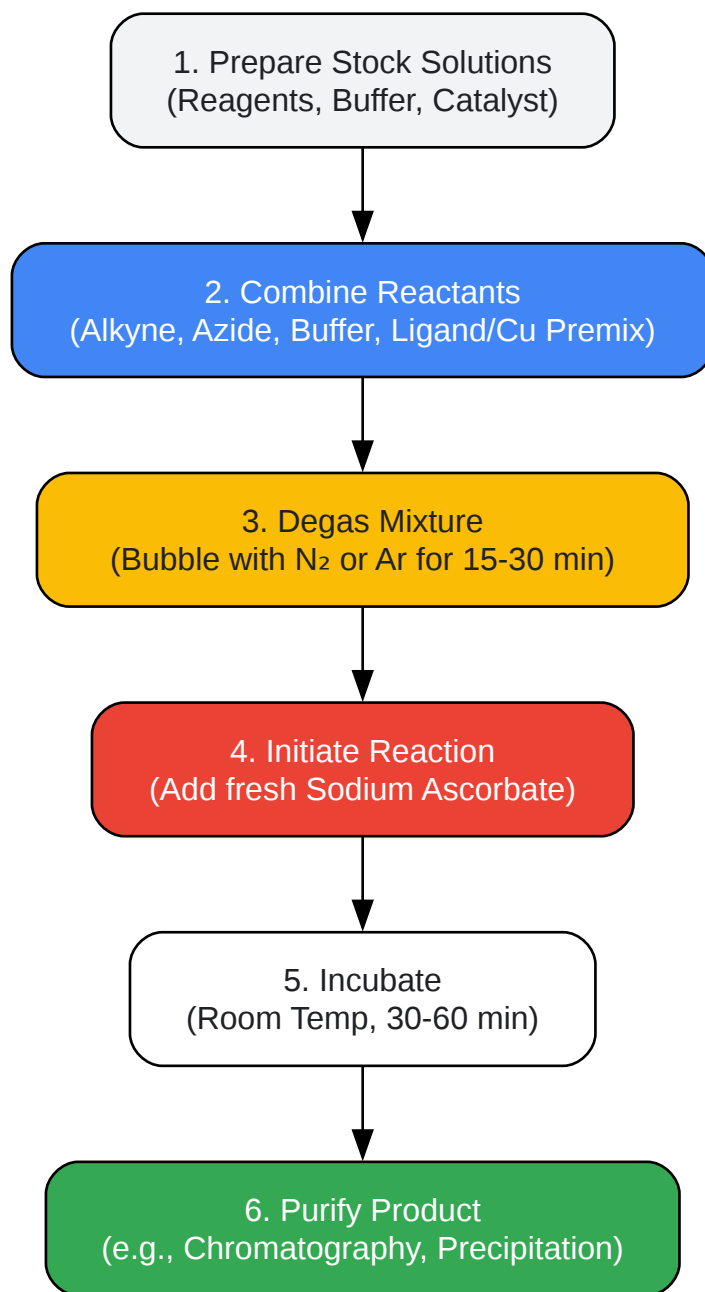 1. Prepare Stock Solutions
(Reagents, Buffer, Catalyst)
2. Combine Reactants
(Alkyne, Azide, Buffer, Ligand/Cu Premix)
3. Degas Mixture
(Bubble with N₂ or Ar for 15-30 min)
4. Initiate Reaction
(Add fresh Sodium Ascorbate)
5. Incubate
(Room Temp, 30-60 min)
6. Purify Product
(e.g., Chromatography, Precipitation)